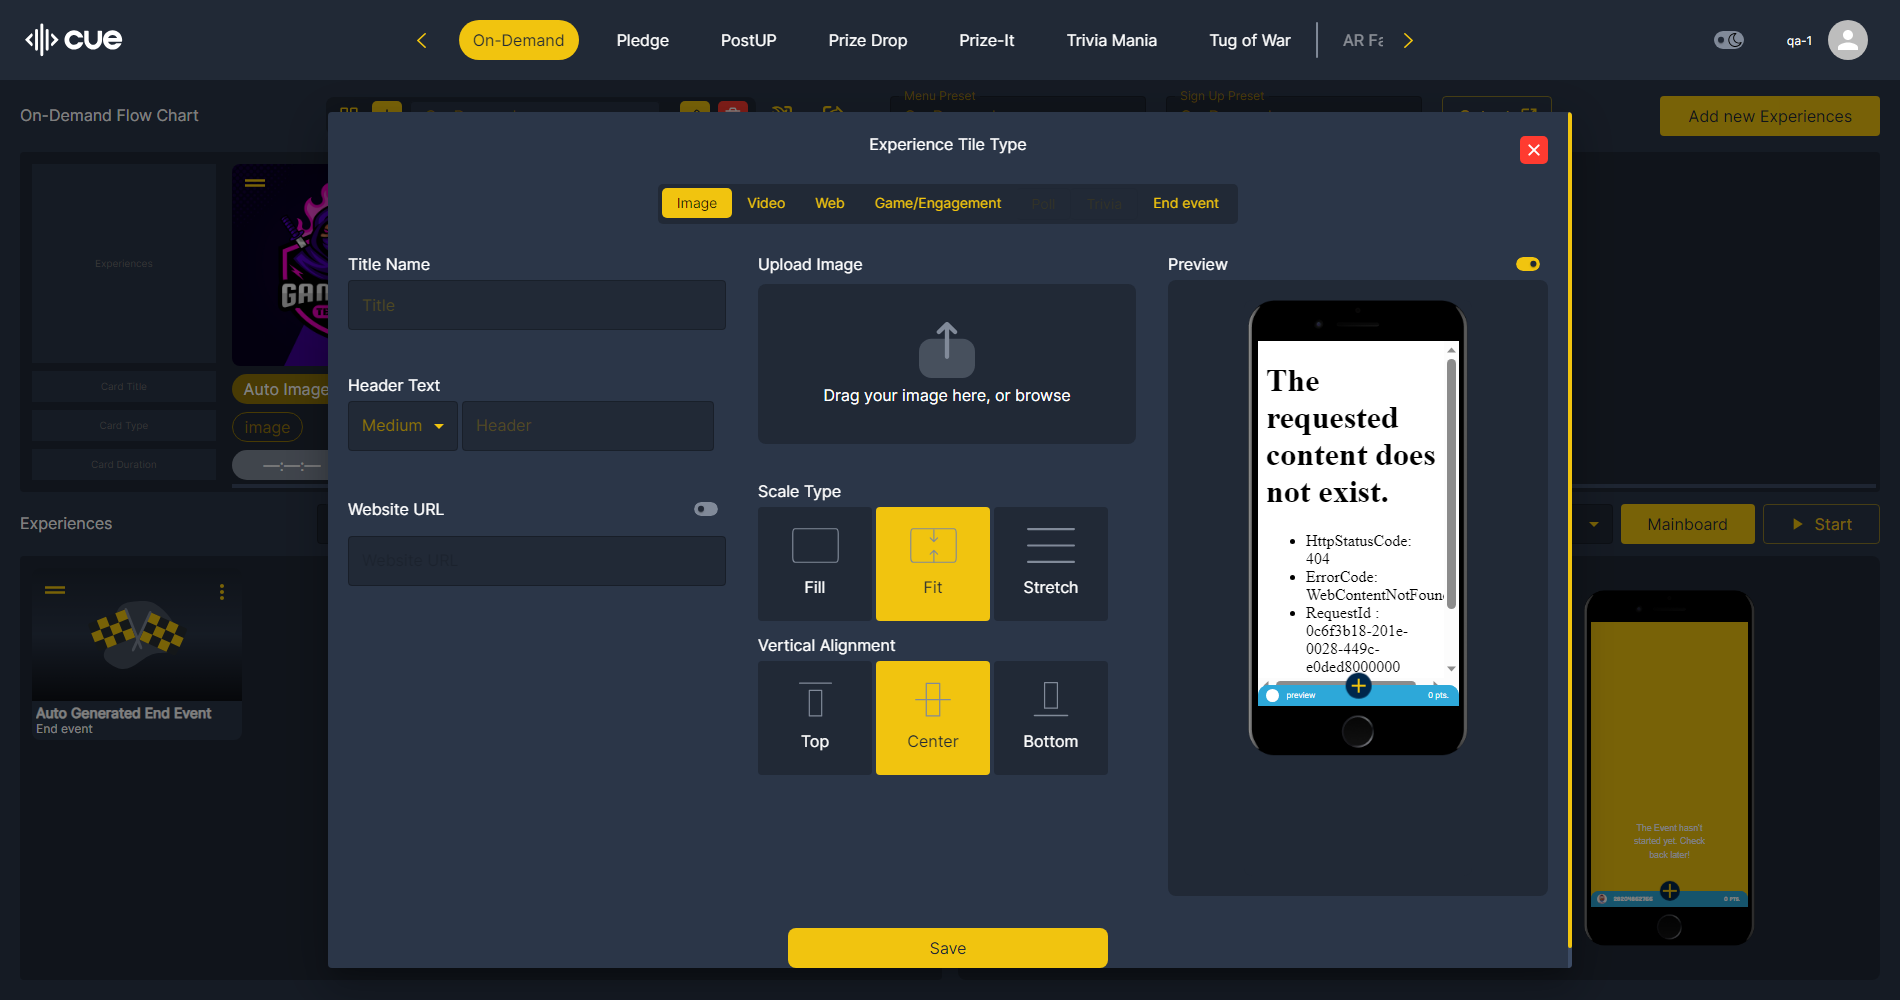 cue
On-Demand
Pledge
PostUP
Prize Drop
Prize-It
Trivia Mania
Tug of War
AR Fa
qa-1
On-Demand Flow Chart
Menu Preset
Sign Up Preset
Add new Experiences
Experience Tile Type
Image
Video
Web
Game/Engagement
Poll
Trivia
End event
Experiences
Card Title
Card Type
Card Duration
Auto Image
image
—:—:—
Title Name
Title
Header Text
Medium
Header
Website URL
Website URL
Upload Image
Drag your image here, or browse
Scale Type
Fill
Fit
Stretch
Vertical Alignment
Top
Center
Bottom
Preview
The
requested
content does
not exist.
HttpStatusCode:
404
ErrorCode:
WebContentNotFoun
RequestId :
0c6f3b18-201e-
0028-449c-
e0ded8000000
preview
0 pts.
Save
Experiences
Mainboard
Start
Auto Generated End Event
End event
The Event hasn't
started yet. Check
back later!
0 PTS.